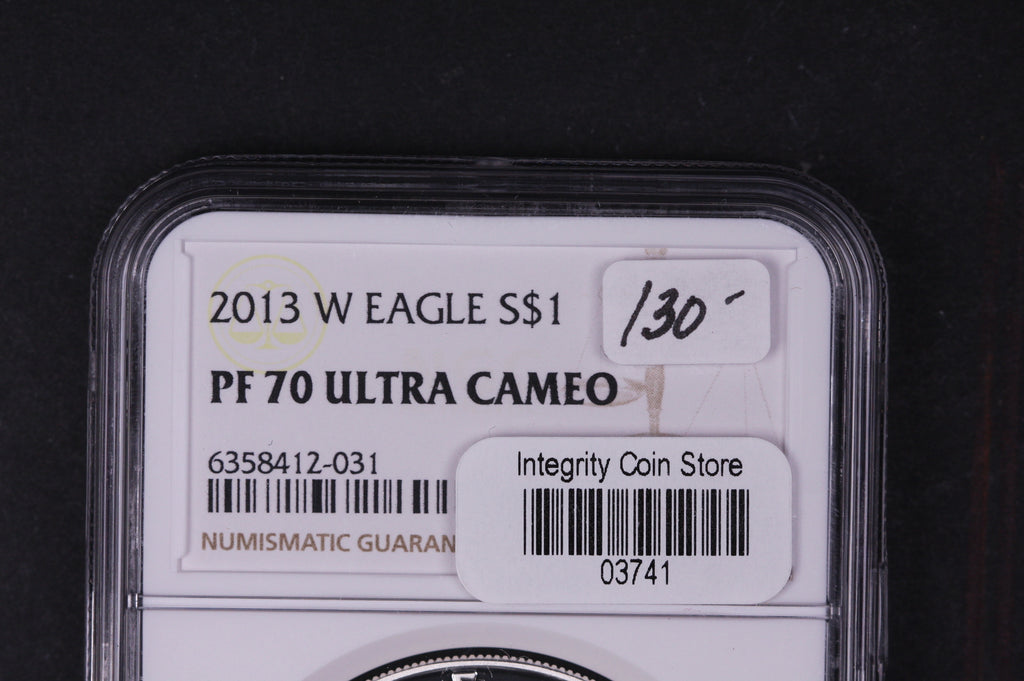 2013 W EAGLE S$1
130-
PF 70 ULTRA CAMEO
6358412-031
NUMISMATIC GUARAN
Integrity Coin Store
03741